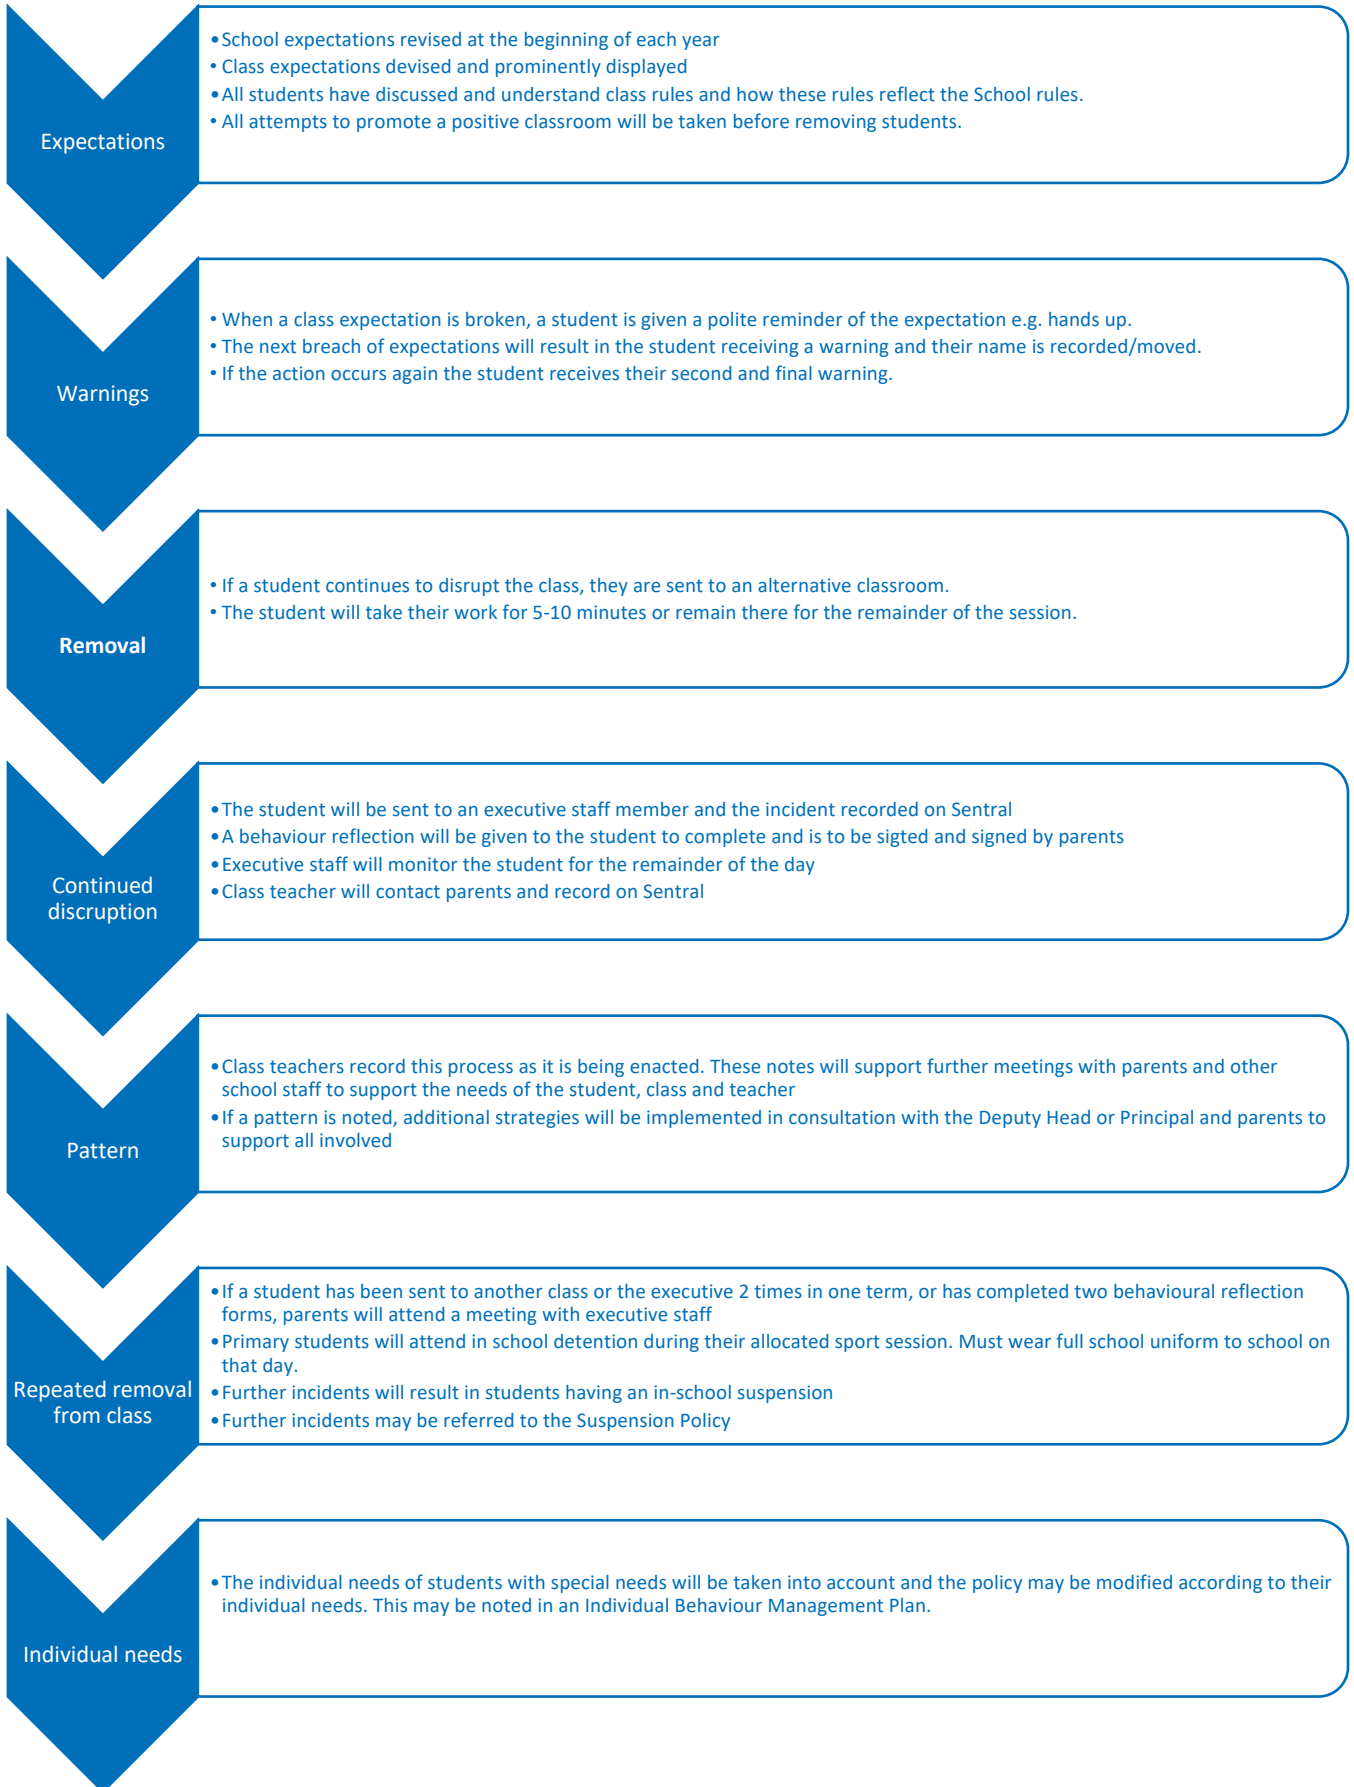 Expectations
•School expectations revised at the beginning of each year
• Class expectations devised and prominently displayed
•All students have discussed and understand class rules and how these rules reflect the School rules.
• All attempts to promote a positive classroom will be taken before removing students.
Warnings
• When a class expectation is broken, a student is given a polite reminder of the expectation e.g. hands up.
• The next breach of expectations will result in the student receiving a warning and their name is recorded/moved.
• If the action occurs again the student receives their second and final warning.
Removal
• If a student continues to disrupt the class, they are sent to an alternative classroom.
• The student will take their work for 5-10 minutes or remain there for the remainder of the session.
Continued
discruption
•The student will be sent to an executive staff member and the incident recorded on Sentral
•A behaviour reflection will be given to the student to complete and is to be sigted and signed by parents
•Executive staff will monitor the student for the remainder of the day
•Class teacher will contact parents and record on Sentral
Pattern
•Class teachers record this process as it is being enacted. These notes will support further meetings with parents and other
school staff to support the needs of the student, class and teacher
•If a pattern is noted, additional strategies will be implemented in consultation with the Deputy Head or Principal and parents to
support all involved
Repeated removal
from class
•If a student has been sent to another class or the executive 2 times in one term, or has completed two behavioural reflection
forms, parents will attend a meeting with executive staff
•Primary students will attend in school detention during their allocated sport session. Must wear full school uniform to school on
that day.
•Further incidents will result in students having an in-school suspension
•Further incidents may be referred to the Suspension Policy
Individual needs
•The individual needs of students with special needs will be taken into account and the policy may be modified according to their
individual needs. This may be noted in an Individual Behaviour Management Plan.